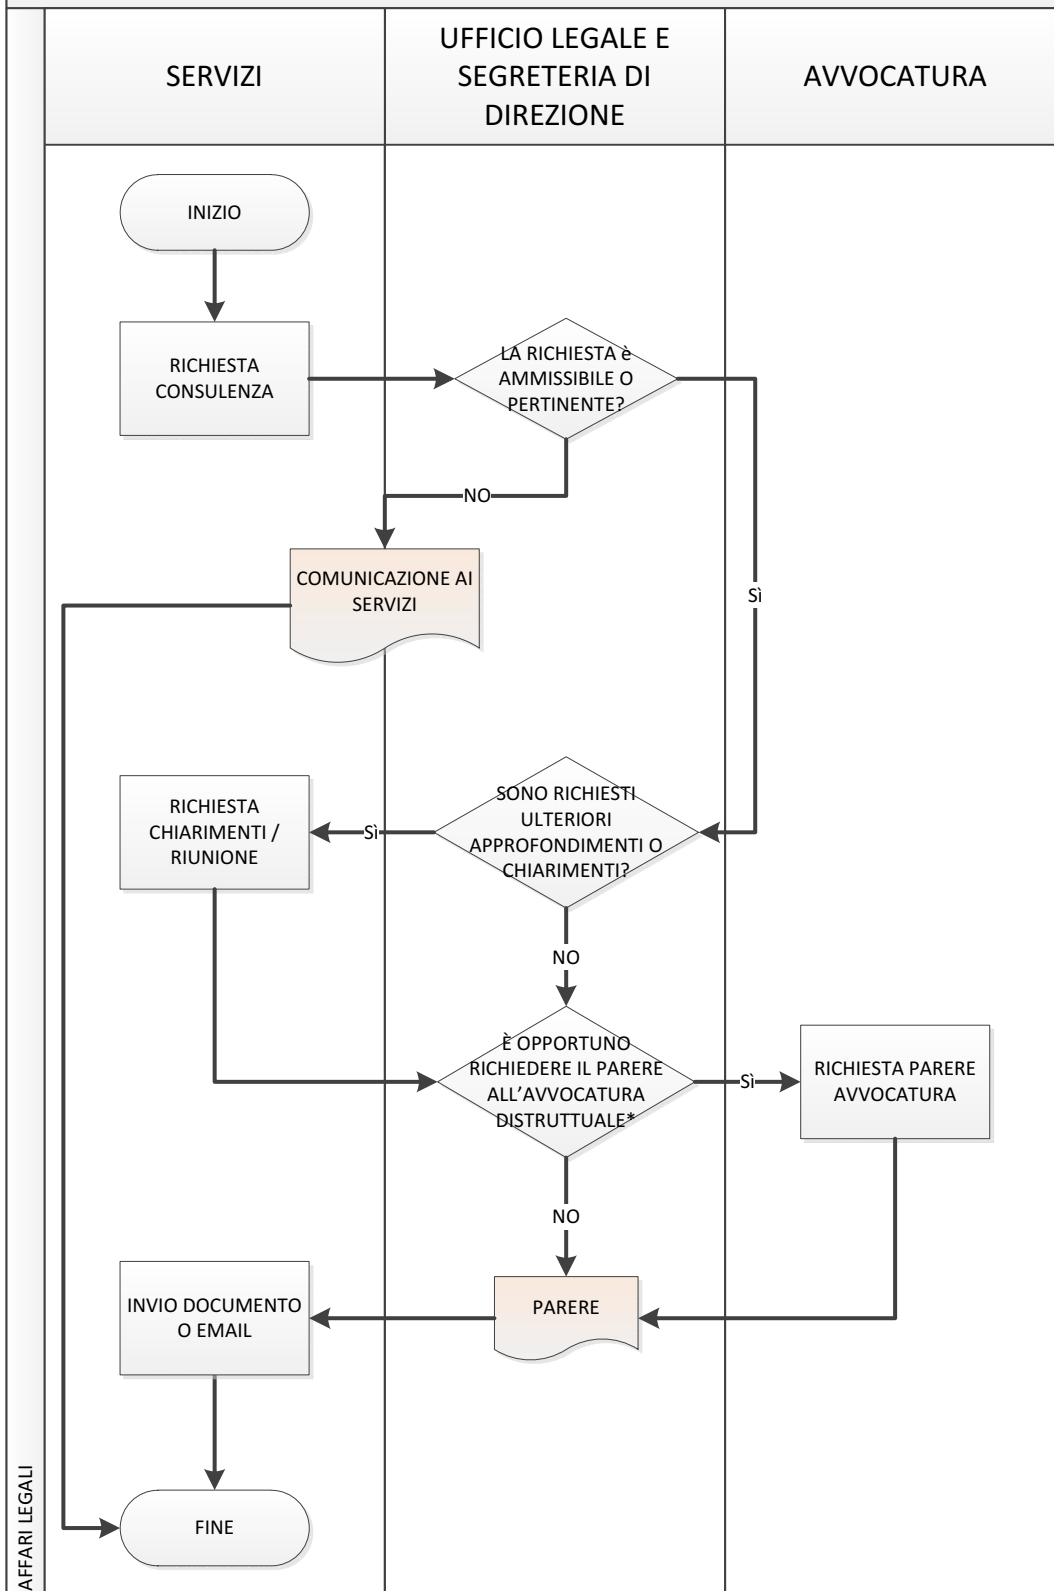 SERVIZI
UFFICIO LEGALE E
SEGRETERIA DI
DIREZIONE
AVVOCATURA
INIZIO
RICHIESTA
CONSULENZA
LA RICHIESTA è
AMMISSIBILE O
PERTINENTE?
NO
COMUNICAZIONE AI
SERVIZI
Sì
RICHIESTA
CHIARIMENTI /
RIUNIONE
Sì
SONO RICHIESTI
ULTERIORI
APPROFONDIMENTI O
CHIARIMENTI?
NO
È OPPORTUNO
RICHIEDERE IL PARERE
ALL’AVVOCATURA
DISTRUTTUALE*
Sì
RICHIESTA PARERE
AVVOCATURA
NO
INVIO DOCUMENTO
O EMAIL
PARERE
FINE
AFFARI LEGALI